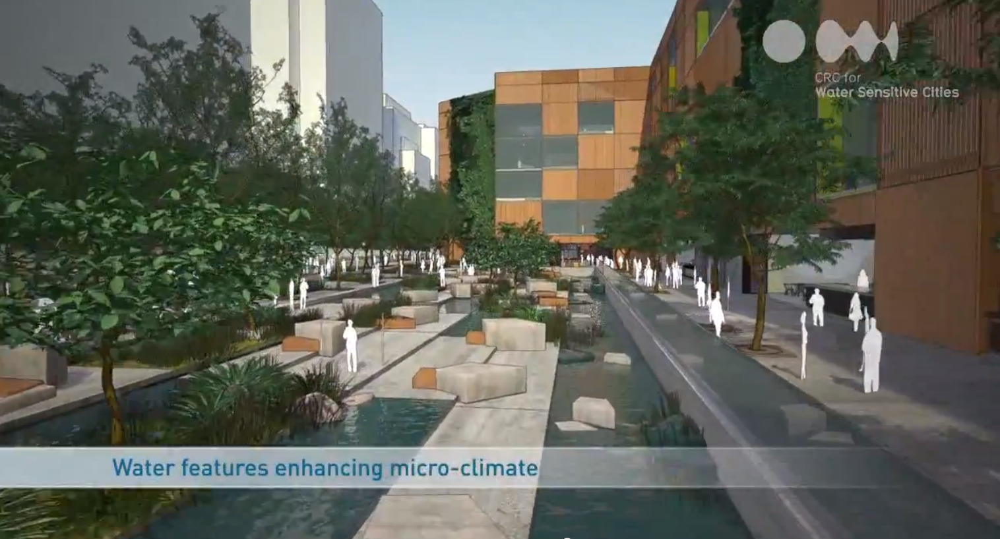 CRC for
Water Sensitive Cities
Water features enhancing micro-climate